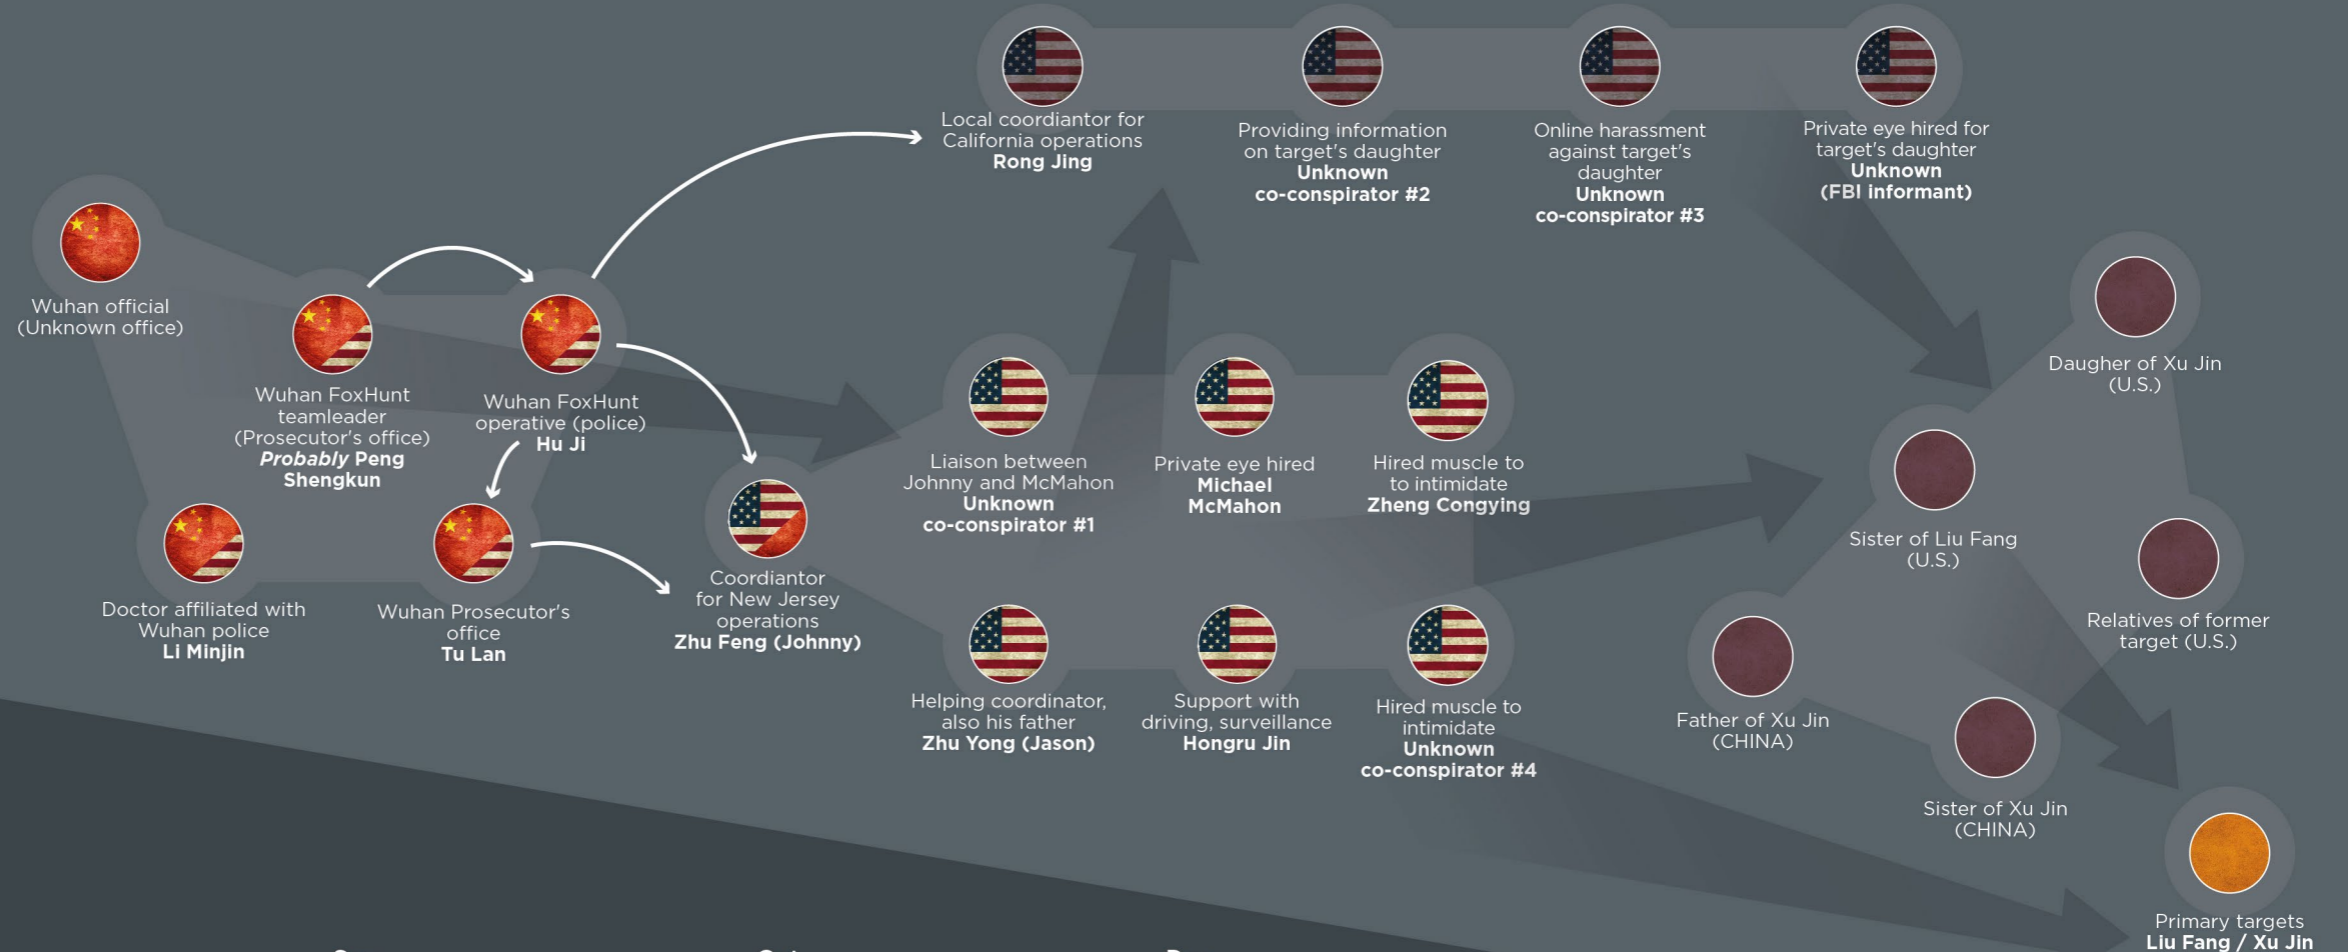 Local coordiantor for
California operations
Rong Jing
Providing information
on target's daughter
Unknown
co-conspirator #2
Online harassment
against target's
daughter
Unknown
co-conspirator #3
Private eye hired for
target's daughter
Unknown
(FBI informant)
Wuhan official
(Unknown office)
Wuhan FoxHunt
teamleader
(Prosecutor's office)
Probably Peng
Shengkun
Wuhan FoxHunt
operative (police)
Hu Ji
Daugher of Xu Jin
(U.S.)
Liaison between
Johnny and McMahon
Unknown
co-conspirator #1
Private eye hired
Michael
McMahon
Hired muscle to
to intimidate
Zheng Congying
Sister of Liu Fang
(U.S.)
Doctor affiliated with
Wuhan police
Li Minjin
Wuhan Prosecutor's
office
Tu Lan
Coordiantor
for New Jersey
operations
Zhu Feng (Johnny)
Relatives of former
target (U.S.)
Helping coordinator,
also his father
Zhu Yong (Jason)
Support with
driving, surveillance
Hongru Jin
Hired muscle to
intimidate
Unknown
co-conspirator #4
Father of Xu Jin
(CHINA)
Sister of Xu Jin
(CHINA)
Primary targets
Liu Fang / Xu Jin